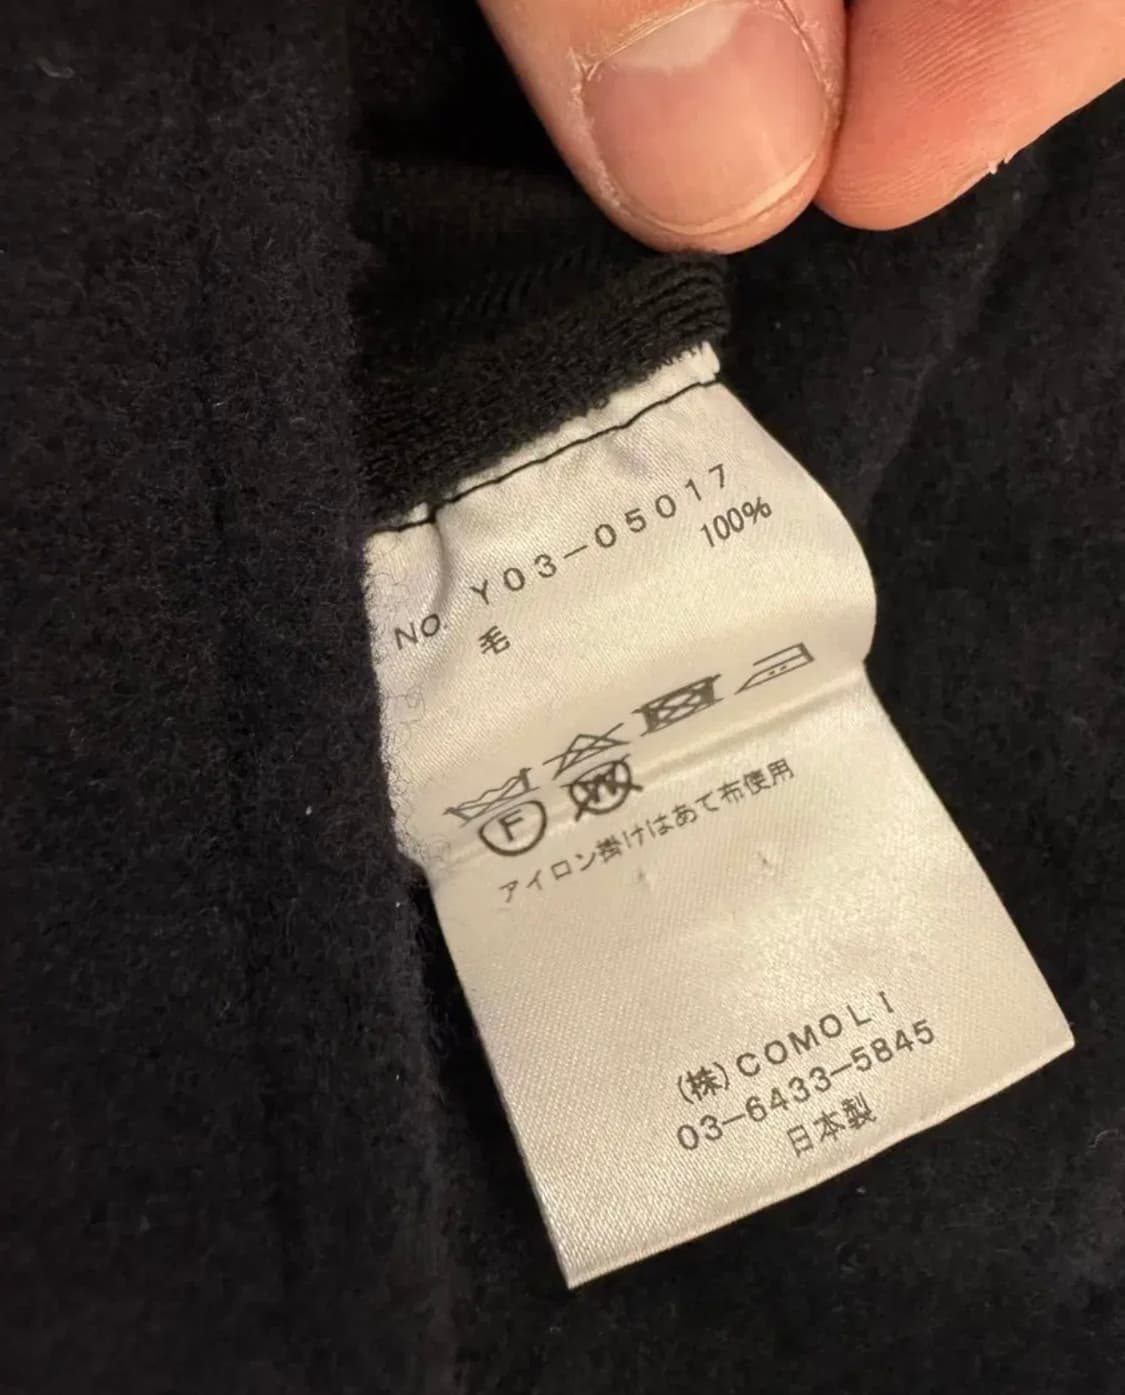 NO. Y03-05017
毛 100%
F W
アイロン掛けはあて布使用
(株)COMOLI
03-6433-5845
日本製